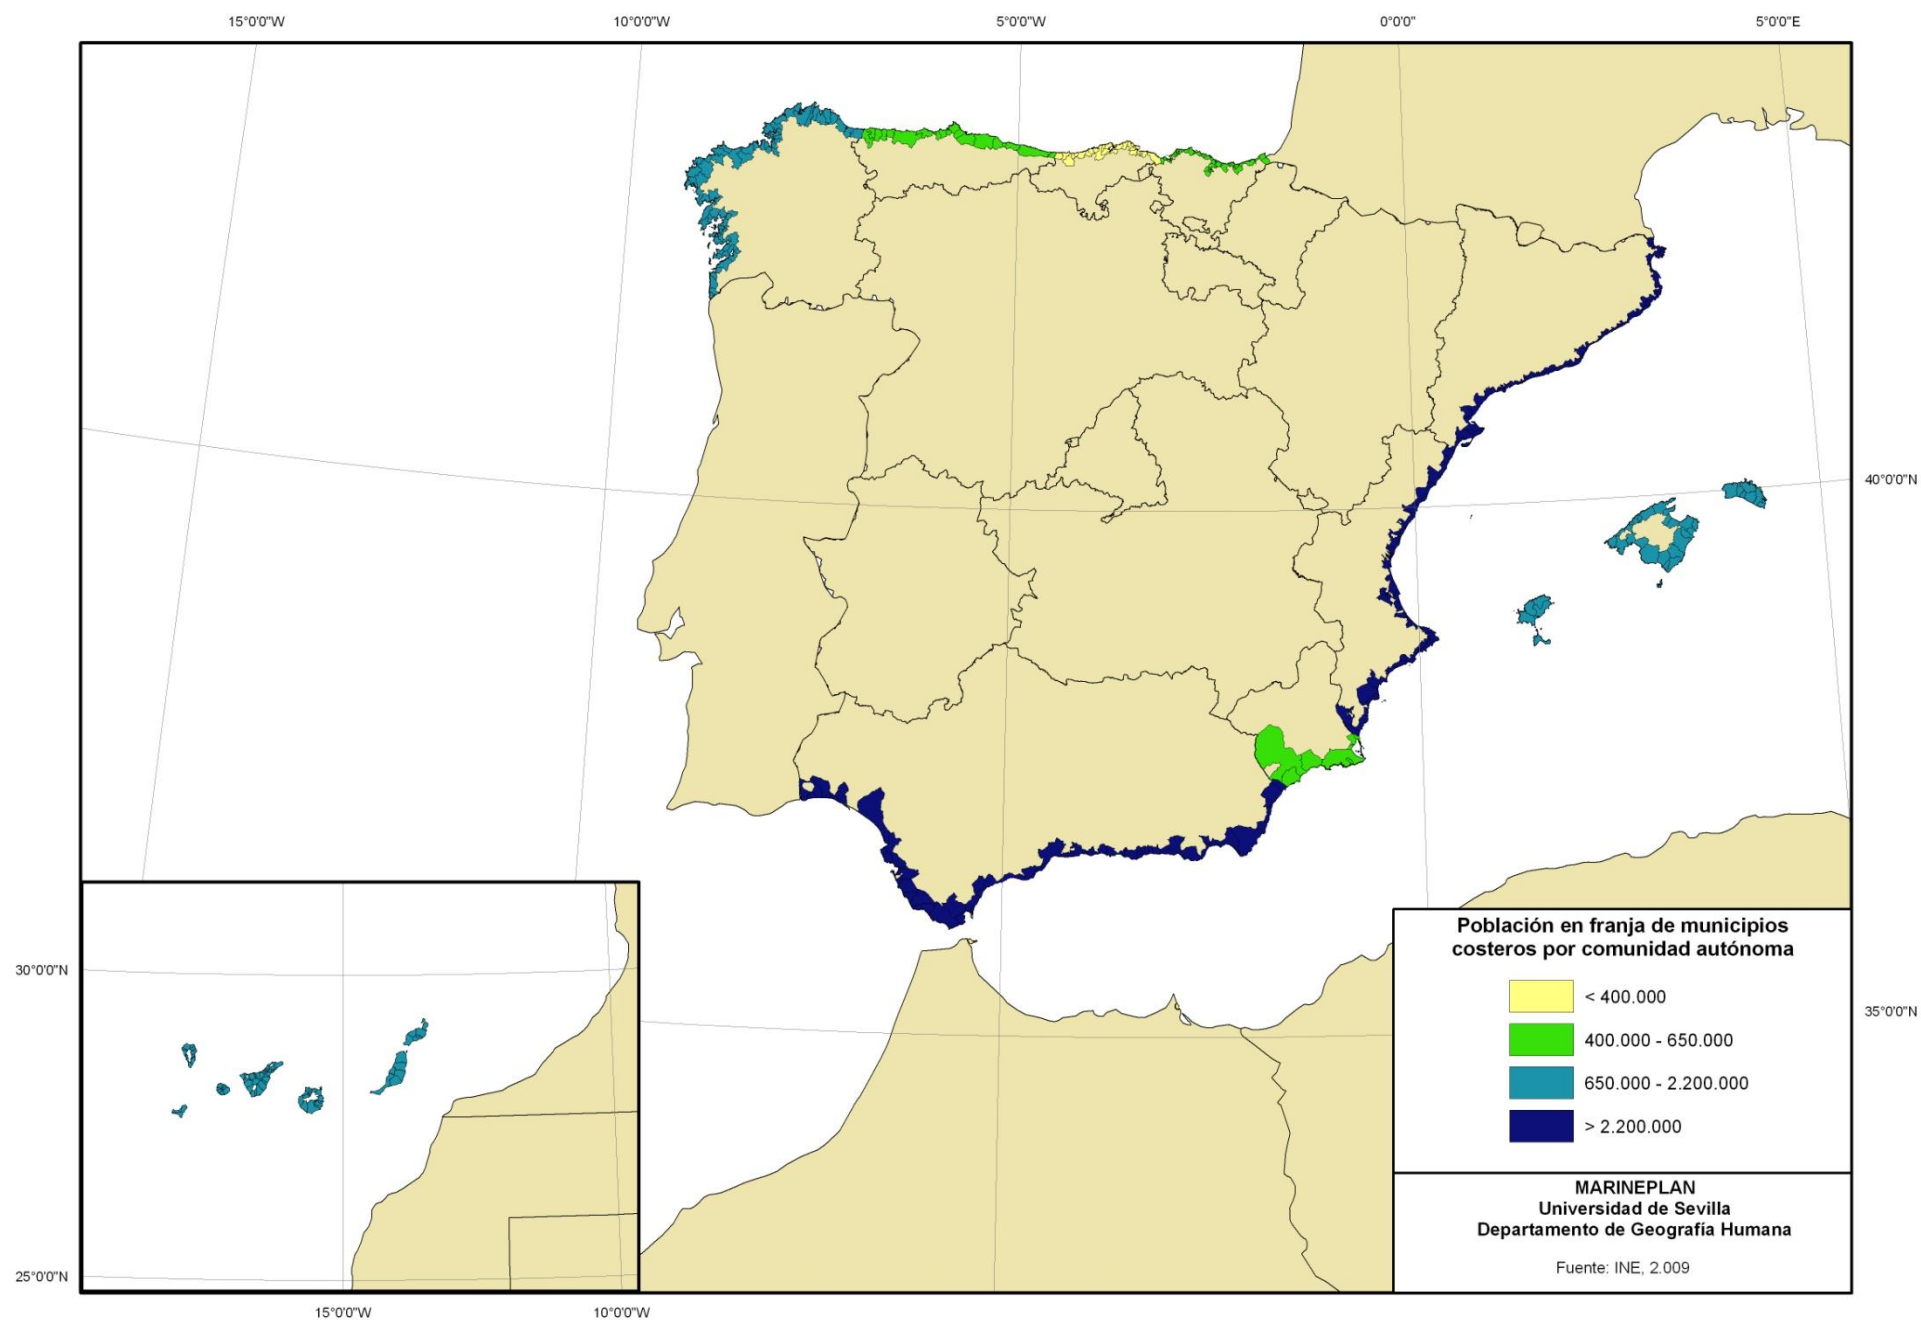 15°0'0"W
10°0'0"W
5°0'0"W
0°0'0"
5°0'0"E
40°0'0"N
30°0'0"N
35°0'0"N
25°0'0"N
15°0'0"W
10°0'0"W
Población en franja de municipios
costeros por comunidad autónoma
< 400.000
400.000 - 650.000
650.000 - 2.200.000
> 2.200.000
MARINEPLAN
Universidad de Sevilla
Departamento de Geografía Humana
Fuente: INE, 2.009